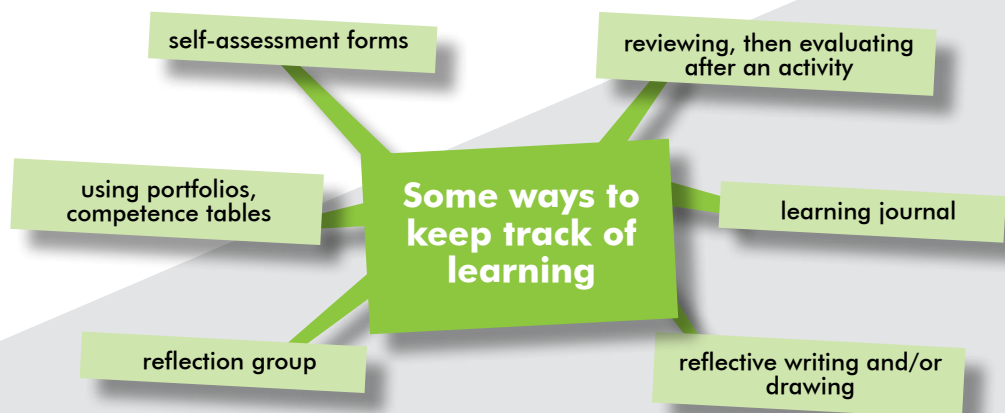 self-assessment forms
reviewing, then evaluating
after an activity
using portfolios,
competence tables
Some ways to
keep track of
learning
learning journal
reflection group
reflective writing and/or
drawing